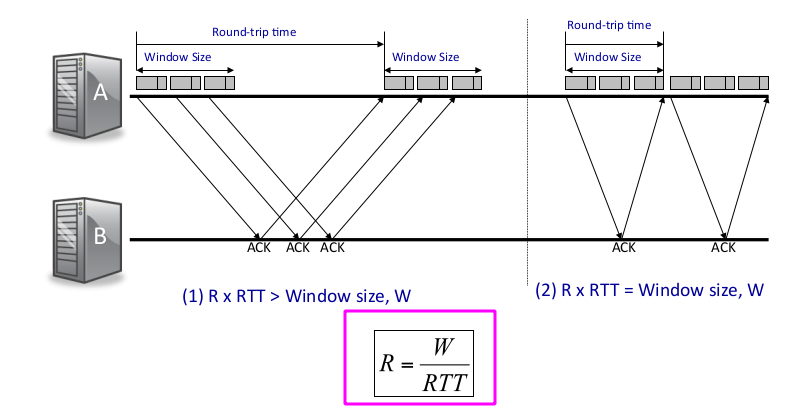 Round-trip time
Window Size
Window Size
Round-trip time
Window Size
A
B
ACK ACK ACK
ACK
ACK
(1) R x RTT > Window size, W
(2) R x RTT = Window size, W
R = W / RTT